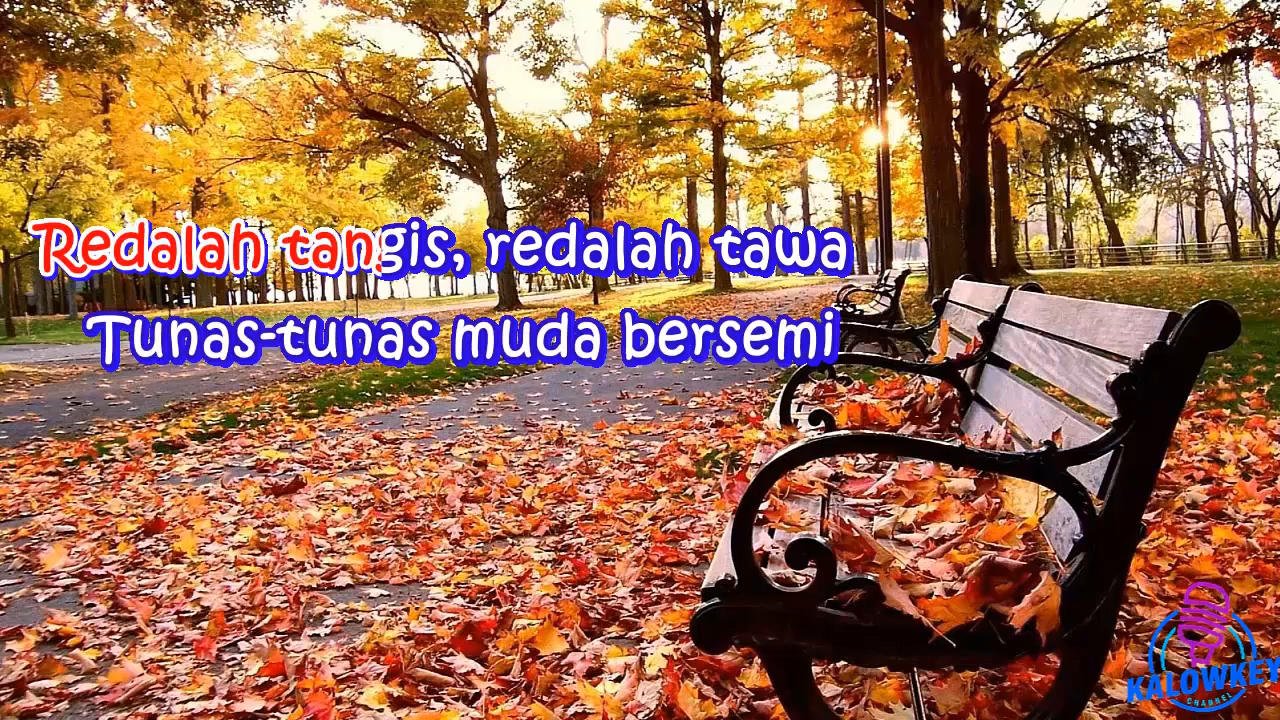 Redalah tangis, redalah tawa
Tunas-tunas muda bersemi
KALOWKEY
CHANNEL